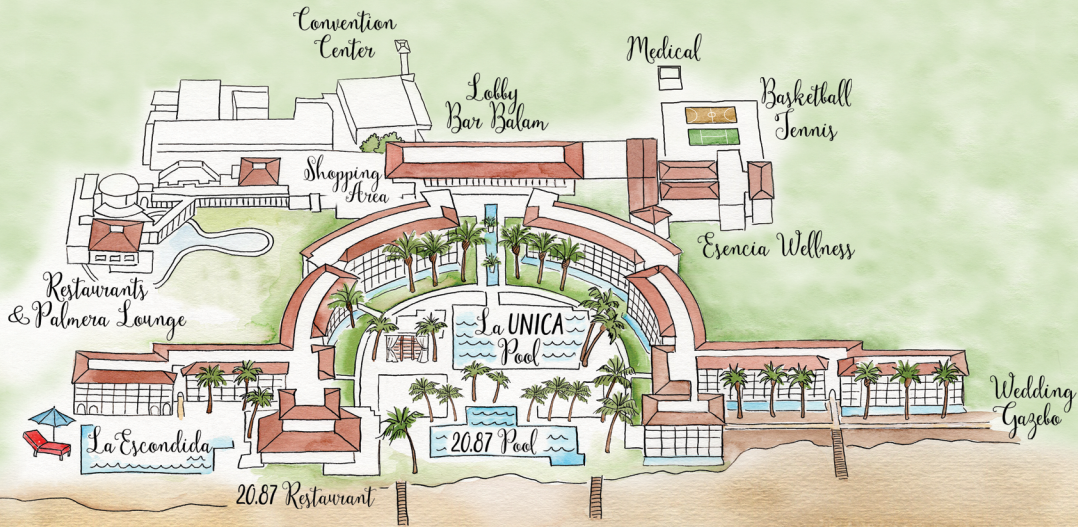 Convention
Center
Medical
Lobby
Bar Balam
Basketball
Tennis
Shopping
Area
Esencia Wellness
Restaurants
& Palmera Lounge
La UNICA
Pool
Wedding
Gazebo
La Escondida
20.87 Pool
20.87 Restaurant